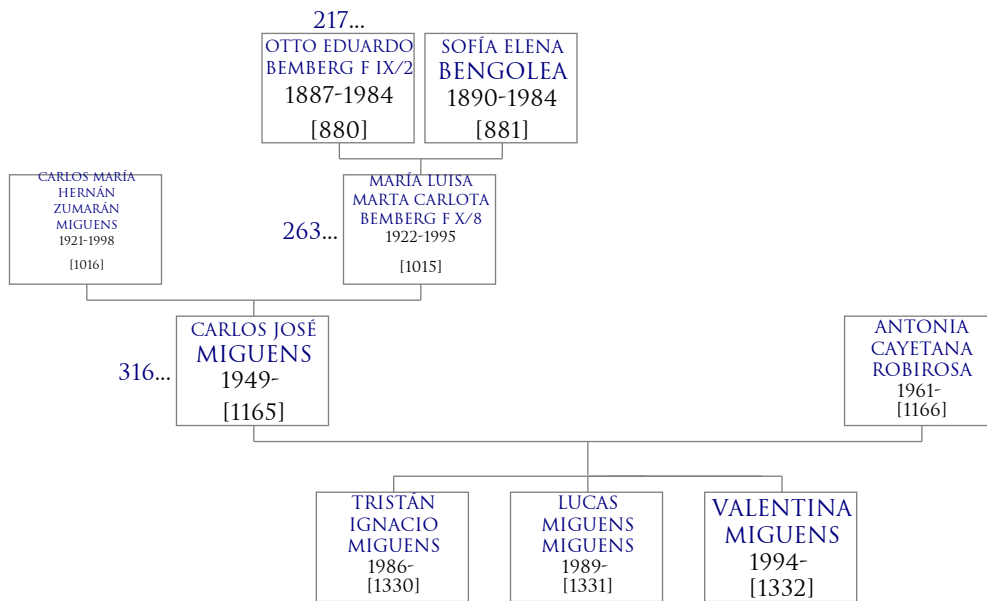 217...
OTTO EDUARDO
BEMBERG F IX/2
1887-1984
[880]
SOFÍA ELENA
BENGOLEA
1890-1984
[881]
CARLOS MARÍA
HERNÁN
ZUMARÁN
MIGUENS
1921-1998
[1016]
263...
MARÍA LUISA
MARTA CARLOTA
BEMBERG F X/8
1922-1995
[1015]
316...
CARLOS JOSÉ
MIGUENS
1949-
[1165]
ANTONIA
CAYETANA
ROBIROSA
1961-
[1166]
TRISTÁN
IGNACIO
MIGUENS
1986-
[1330]
LUCAS
MIGUENS
MIGUENS
1989-
[1331]
VALENTINA
MIGUENS
1994-
[1332]